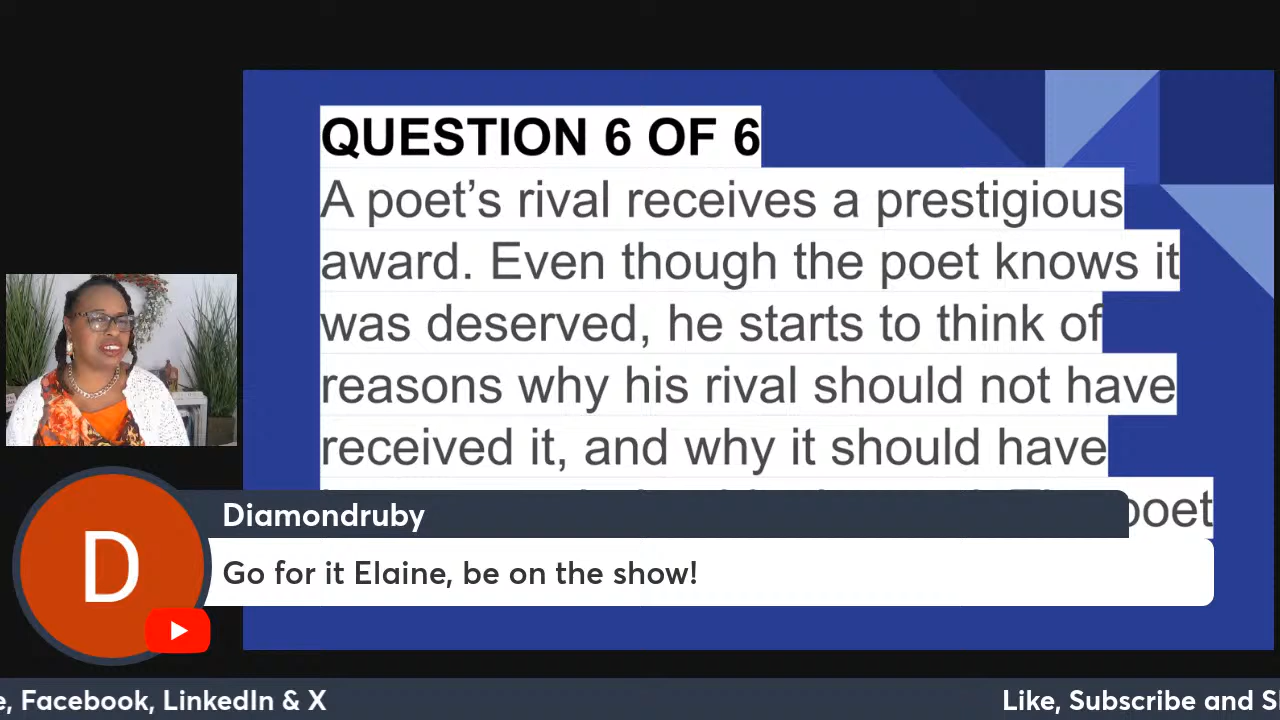 QUESTION 6 OF 6
A poet’s rival receives a prestigious
award. Even though the poet knows it
was deserved, he starts to think of
reasons why his rival should not have
received it, and why it should have
poet
Diamondruby
D
Go for it Elaine, be on the show!
e, Facebook, LinkedIn & X
Like, Subscribe and S